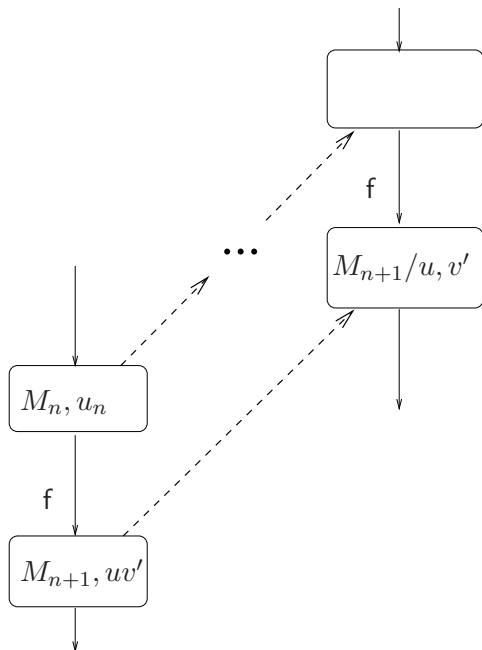 f
...
M_{n+1}/u, v'
M_n, u_n
f
M_{n+1}, uv'